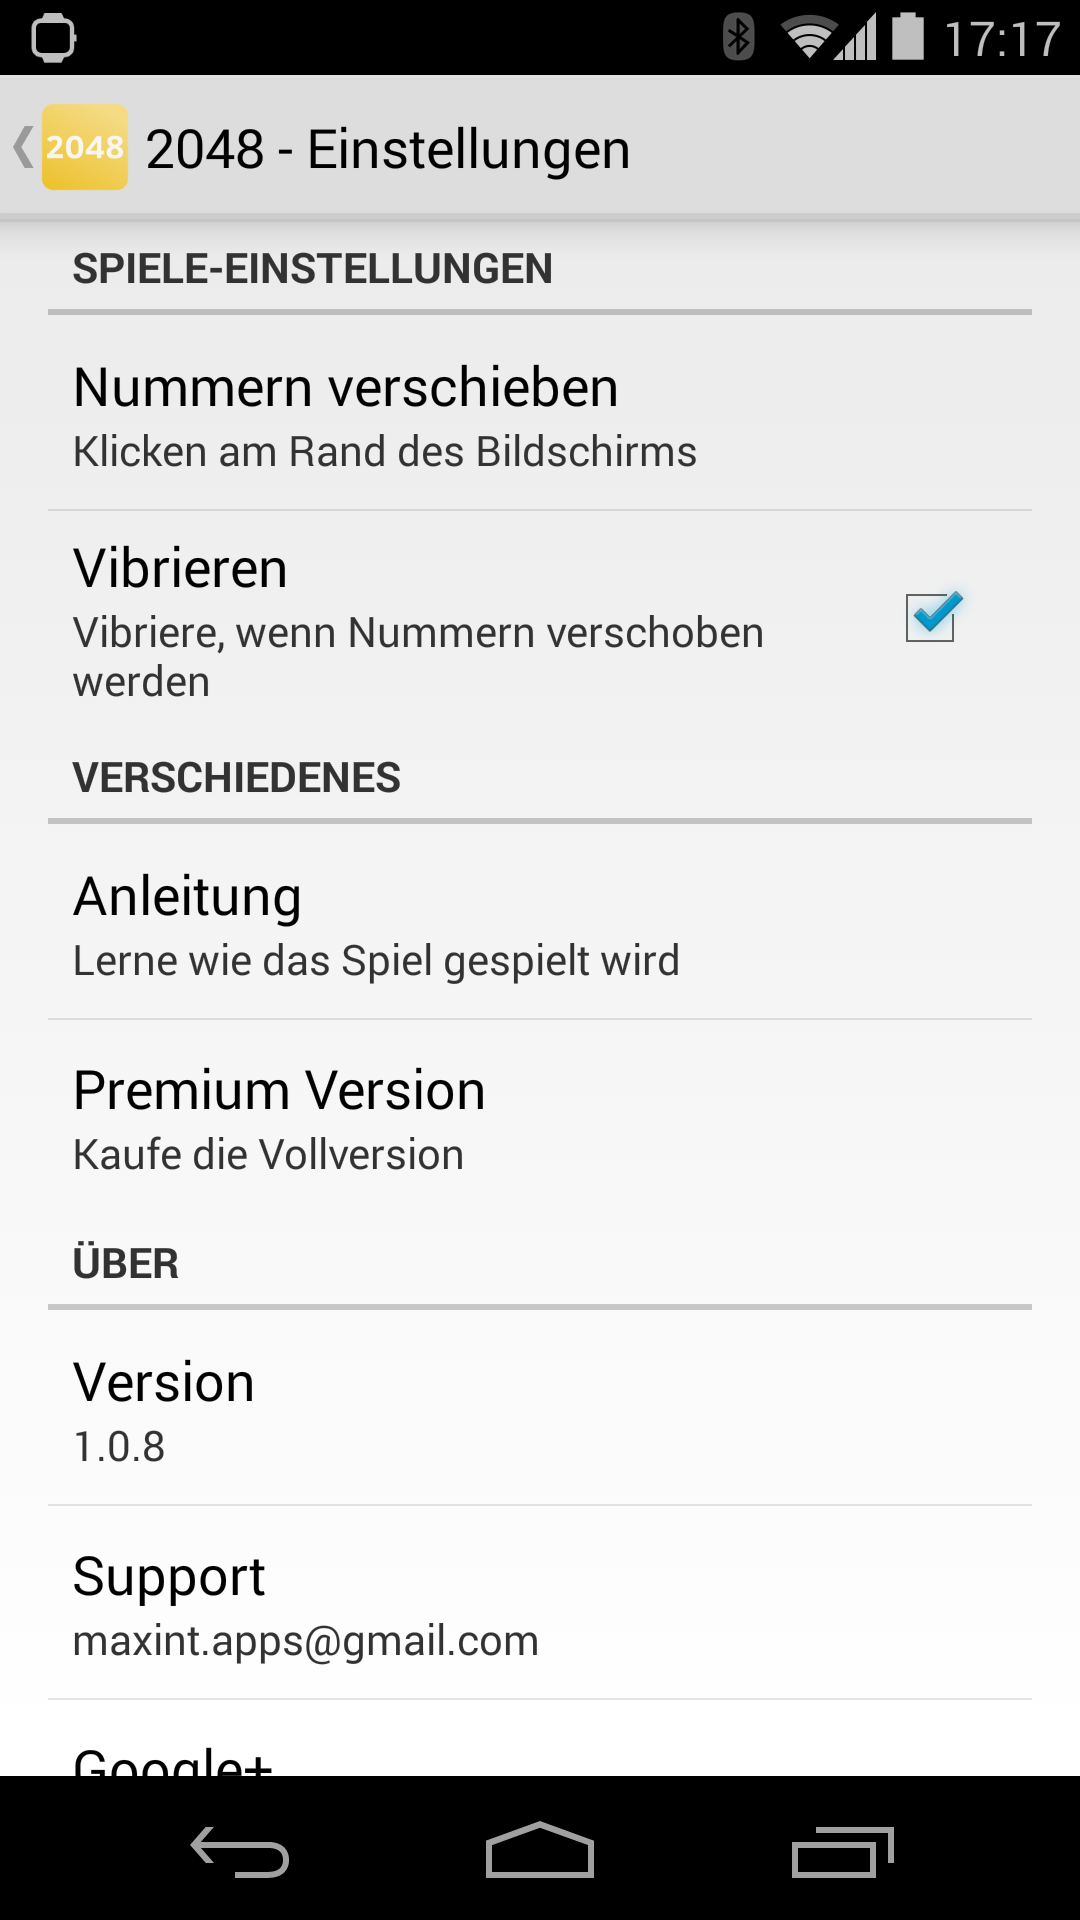 17:17
2048
2048 - Einstellungen
SPIELE-EINSTELLUNGEN
Nummern verschieben
Klicken am Rand des Bildschirms
Vibrieren
Vibriere, wenn Nummern verschoben
werden
VERSCHIEDENES
Anleitung
Lerne wie das Spiel gespielt wird
Premium Version
Kaufe die Vollversion
ÜBER
Version
1.0.8
Support
maxint.apps@gmail.com
Google+